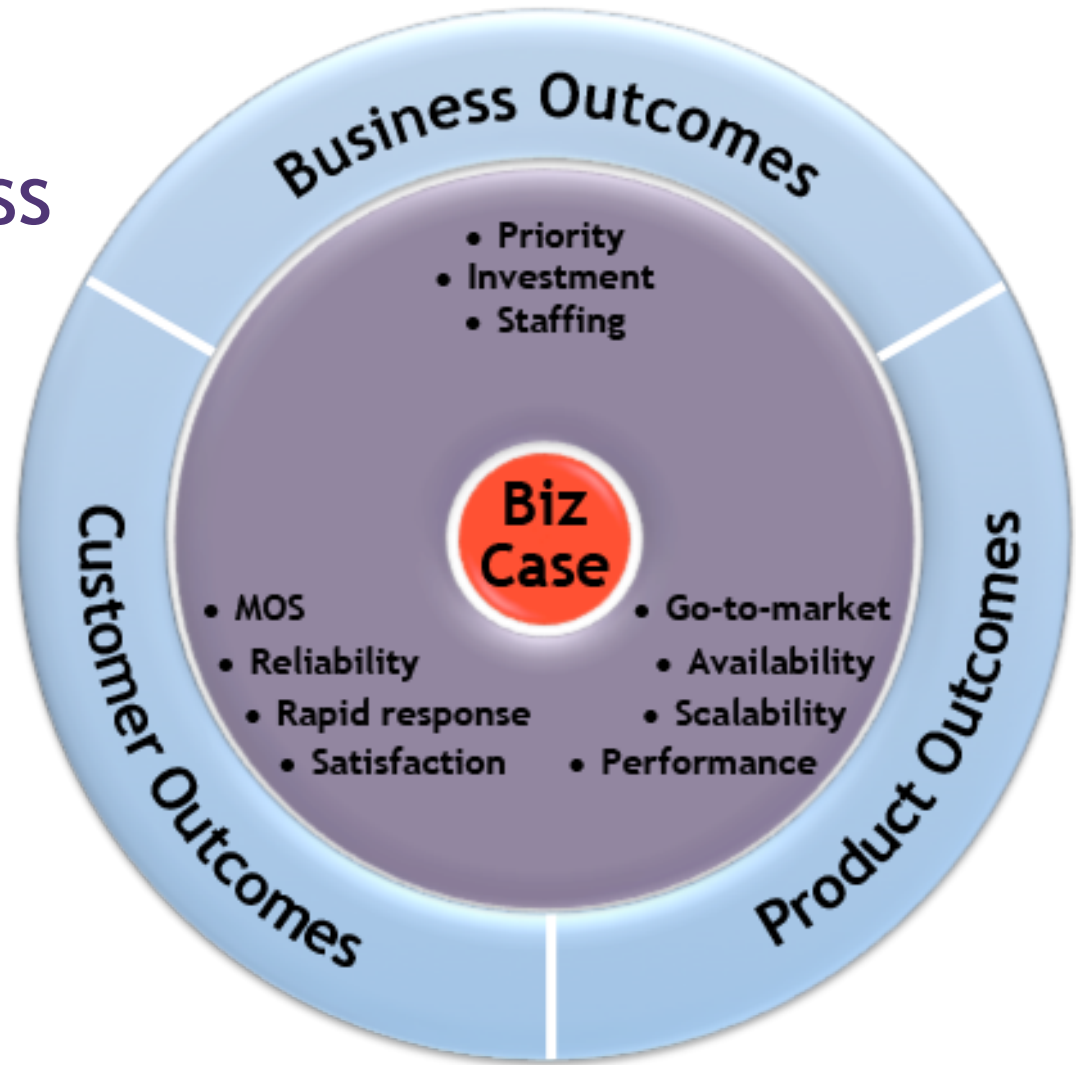 ss
Business Outcomes
• Priority
• Investment
• Staffing
Biz
Case
Customer Outcomes
• MOS
• Reliability
• Rapid response
• Satisfaction
Product Outcomes
• Go-to-market
• Availability
• Scalability
• Performance